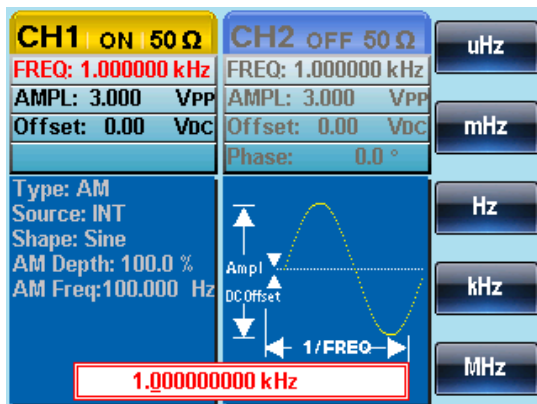 CH1 ON 50 Ω
FREQ: 1.000000 kHz
AMPL: 3.000 VPP
Offset: 0.00 VDC
CH2 OFF 50 Ω
FREQ: 1.000000 kHz
AMPL: 3.000 VPP
Offset: 0.00 VDC
Phase: 0.0 °
Type: AM
Source: INT
Shape: Sine
AM Depth: 100.0 %
AM Freq:100.000 Hz
Ampl
DC Offset
1/FREQ
1.000000000 kHz
uHz
mHz
Hz
kHz
MHz